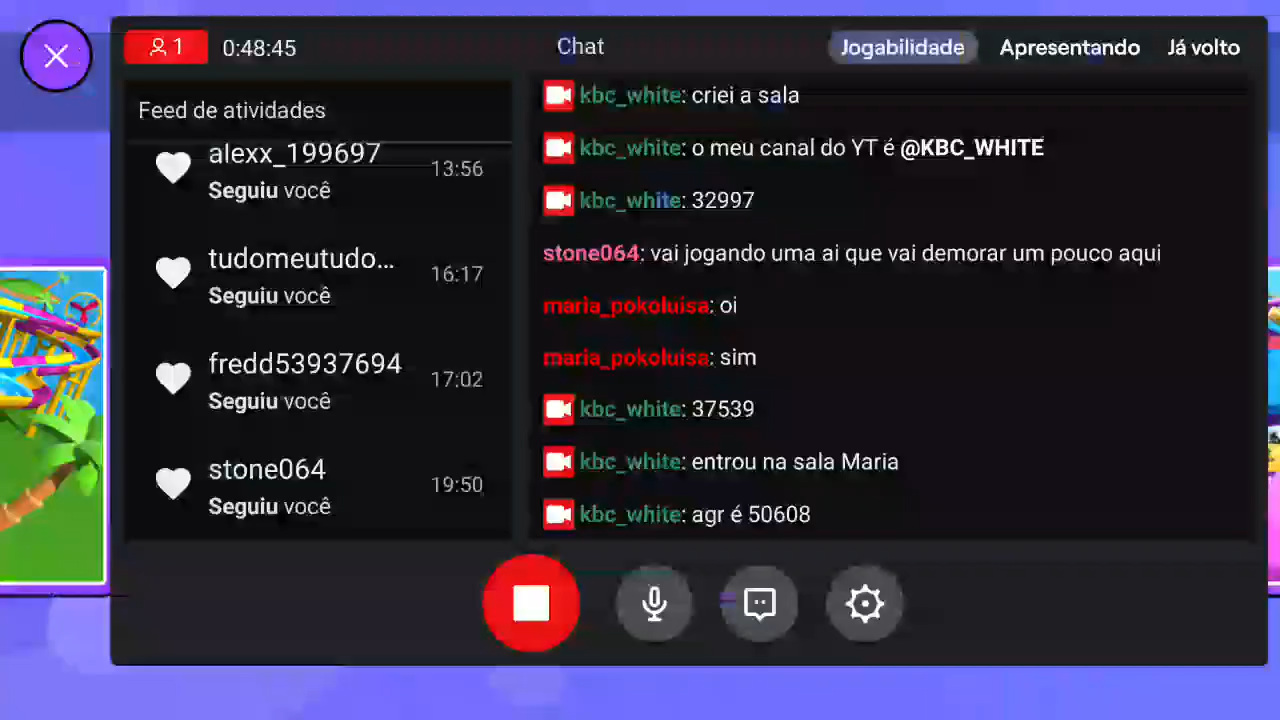 1 0:48:45 Chat Jogabilidade Apresentando Já volto
Feed de atividades
alexx_199697
13:56
Seguiu você
tudomeutudo...
16:17
Seguiu você
fredd53937694
17:02
Seguiu você
stone064
19:50
Seguiu você
kbc_white: criei a sala
kbc_white: o meu canal do YT é @KBC_WHITE
kbc_white: 32997
stone064: vai jogando uma ai que vai demorar um pouco aqui
maria_pokoluisa: oi
maria_pokoluisa: sim
kbc_white: 37539
kbc_white: entrou na sala Maria
kbc_white: agr é 50608